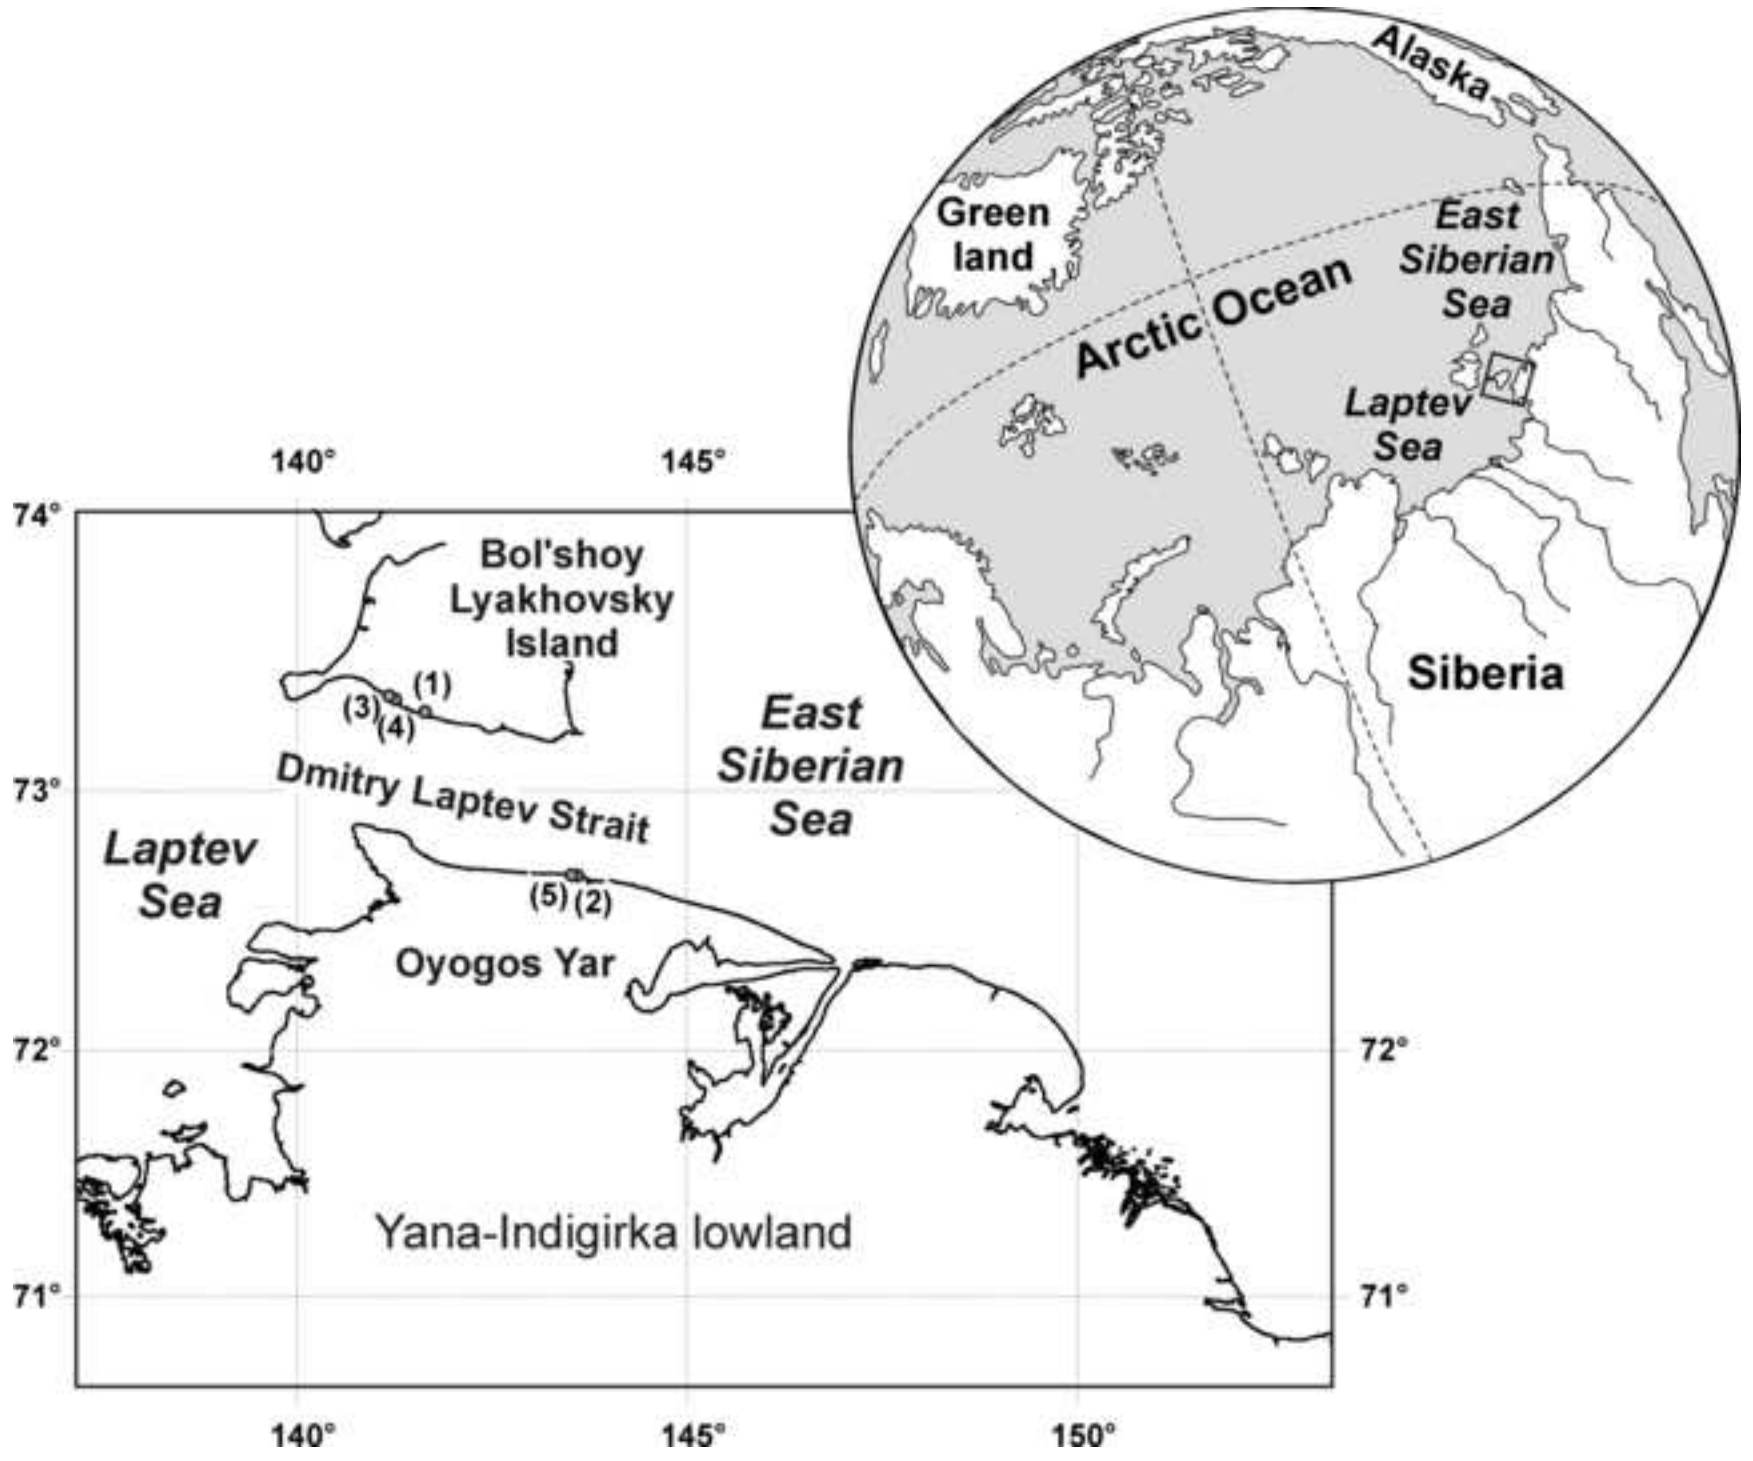 Alaska
Green
land
East
Siberian
Sea
Arctic Ocean
Laptev
Sea
Siberia
140°
145°
74°
Bol'shoy
Lyakhovsky
Island
(1)
(3)
(4)
East
Siberian
Sea
Dmitry Laptev Strait
73°
Laptev
Sea
(5) (2)
Oyogos Yar
72°
72°
Yana-Indigirka lowland
71°
71°
140°
145°
150°